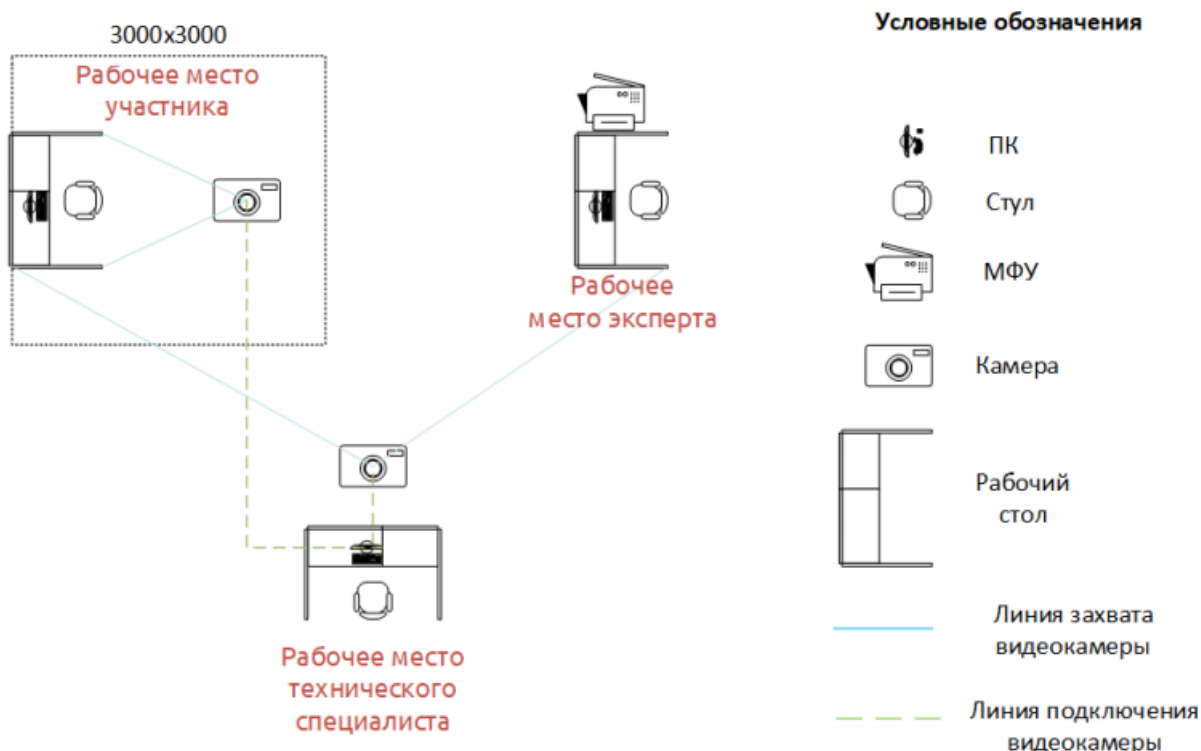 3000x3000
Рабочее место
участника
Рабочее
место эксперта
Рабочее место
технического
специалиста
Условные обозначения
ПК
Стул
МФУ
Камера
Рабочий
стол
Линия захвата
видеокамеры
Линия подключения
видеокамеры